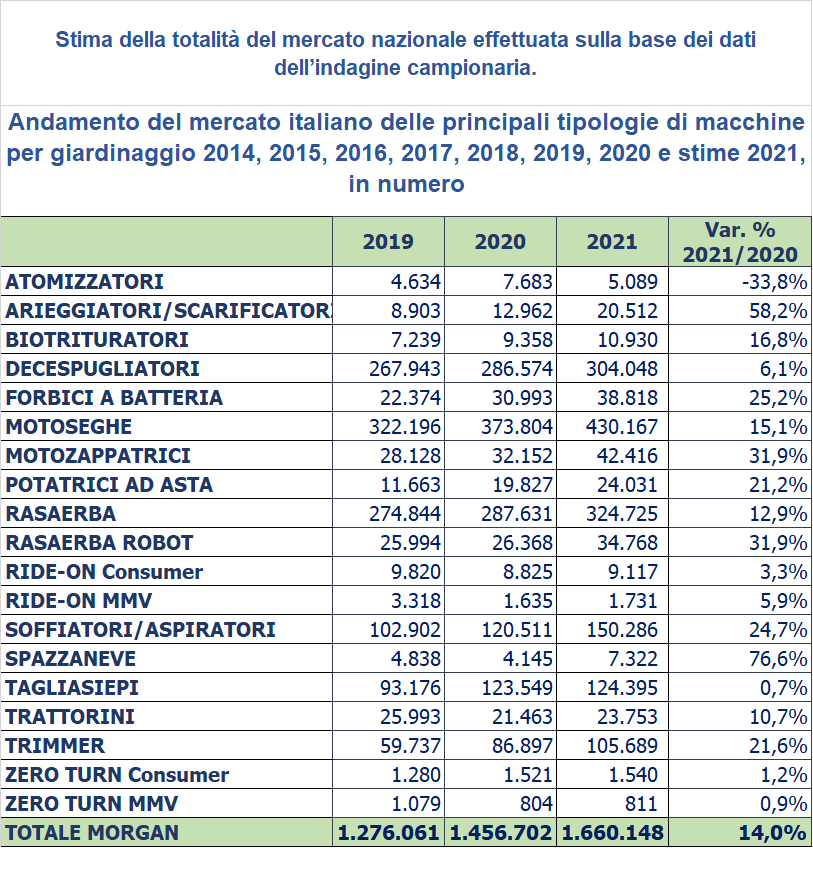 Stima della totalità del mercato nazionale effettuata sulla base dei dati
dell’indagine campionaria.
Andamento del mercato italiano delle principali tipologie di macchine
per giardinaggio 2014, 2015, 2016, 2017, 2018, 2019, 2020 e stime 2021,
in numero
2019 2020 2021 Var. %
2021/2020
ATOMIZZATORI 4.634 7.683 5.089 -33,8%
ARIEGGIATORI/SCARIFICATORI 8.903 12.962 20.512 58,2%
BIOTRITURATORI 7.239 9.358 10.930 16,8%
DECESPUGLIATORI 267.943 286.574 304.048 6,1%
FORBICI A BATTERIA 22.374 30.993 38.818 25,2%
MOTOSEGHE 322.196 373.804 430.167 15,1%
MOTOZAPPATRICI 28.128 32.152 42.416 31,9%
POTATRICI AD ASTA 11.663 19.827 24.031 21,2%
RASAERBA 274.844 287.631 324.725 12,9%
RASAERBA ROBOT 25.994 26.368 34.768 31,9%
RIDE-ON Consumer 9.820 8.825 9.117 3,3%
RIDE-ON MMV 3.318 1.635 1.731 5,9%
SOFFIATORI/ASPIRATORI 102.902 120.511 150.286 24,7%
SPAZZANEVE 4.838 4.145 7.322 76,6%
TAGLIASIEPI 93.176 123.549 124.395 0,7%
TRATTORINI 25.993 21.463 23.753 10,7%
TRIMMER 59.737 86.897 105.689 21,6%
ZERO TURN Consumer 1.280 1.521 1.540 1,2%
ZERO TURN MMV 1.079 804 811 0,9%
TOTALE MORGAN 1.276.061 1.456.702 1.660.148 14,0%